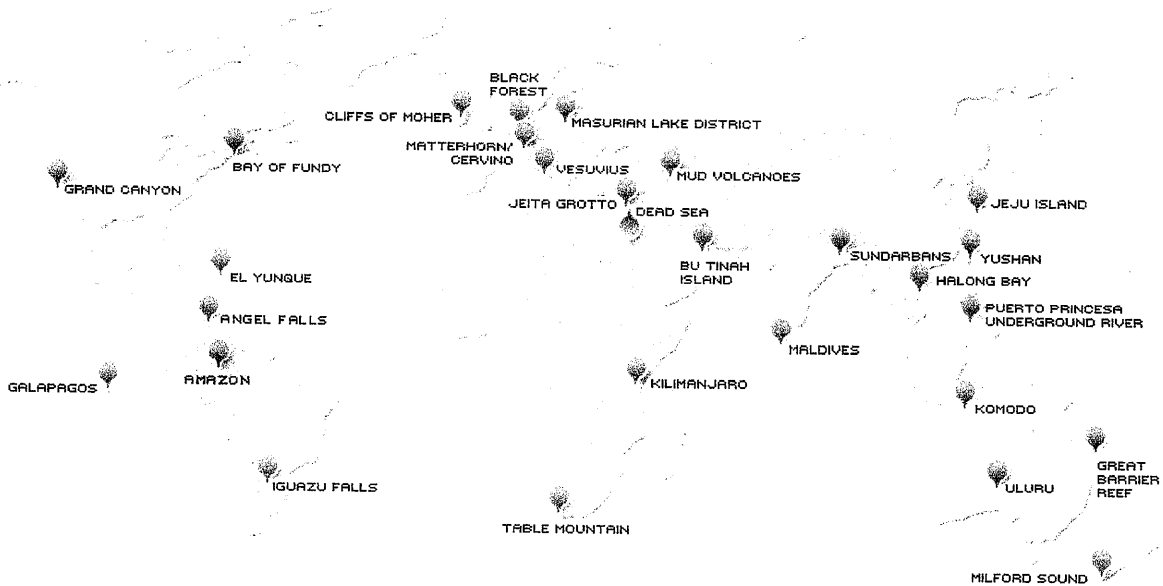 BLACK
FOREST
CLIFFS OF MOHER
MASURIAN LAKE DISTRICT
MATTERHORN/
CERVINO
BAY OF FUNDY
VESUVIUS
MUD VOLCANOES
GRAND CANYON
JEITA GROTTO
DEAD SEA
JEJU ISLAND
SUNDARBANS
YUSHAN
BU TINAH
ISLAND
EL YUNQUE
HALONG BAY
PUERTO PRINCESA
UNDERGROUND RIVER
ANGEL FALLS
MALDIVES
AMAZON
GALAPAGOS
KILIMANJARO
KOMODO
GREAT
BARRIER
REEF
IGUAZU FALLS
ULURU
TABLE MOUNTAIN
MILFORD SOUND